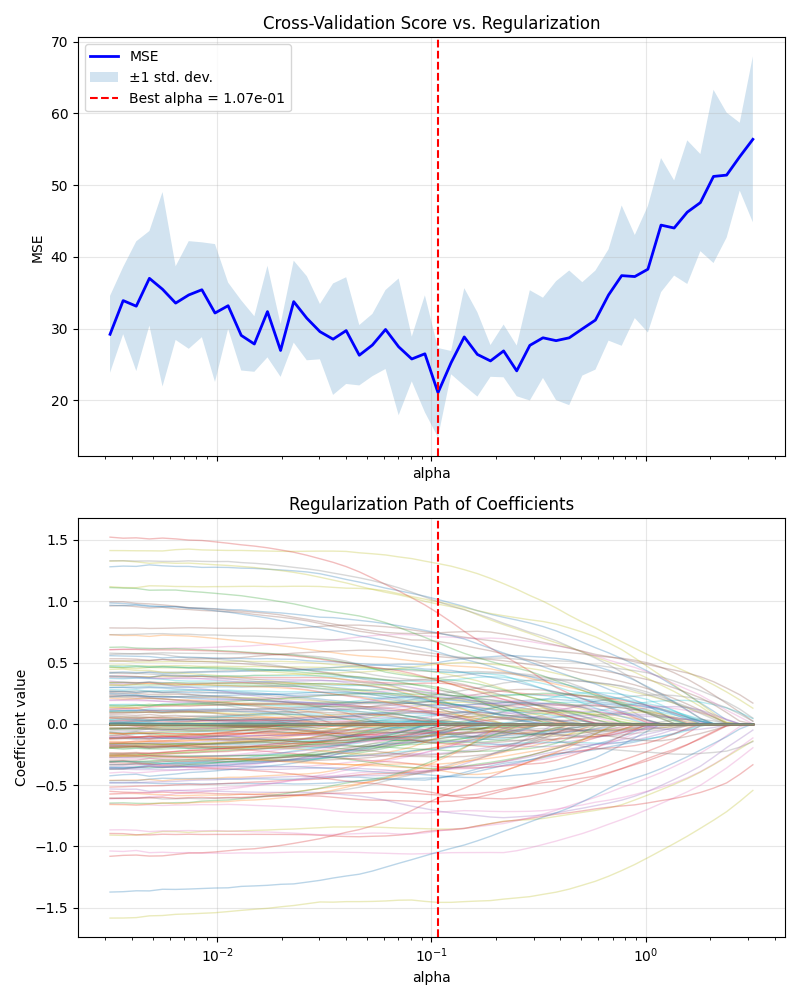 Cross-Validation Score vs. Regularization
70
60
50
40
30
20
MSE
MSE
±1 std. dev.
Best alpha = 1.07e-01
alpha
Regularization Path of Coefficients
1.5
1.0
0.5
0.0
−0.5
−1.0
−1.5
Coefficient value
10⁻²
10⁻¹
10⁰
alpha